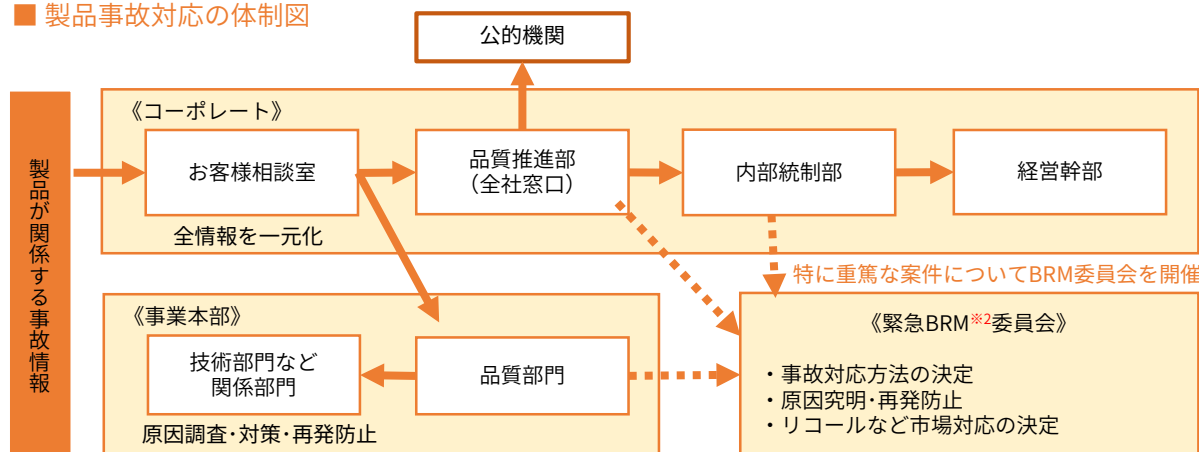 ■ 製品事故対応の体制図
公的機関
製品が関係する事故情報
《コーポレート》
お客様相談室
品質推進部
（全社窓口）
内部統制部
経営幹部
全情報を一元化
特に重篤な案件についてBRM委員会を開催
《事業本部》
技術部門など
関係部門
品質部門
原因調査・対策・再発防止
《緊急BRM※2委員会》
・事故対応方法の決定
・原因究明・再発防止
・リコールなど市場対応の決定